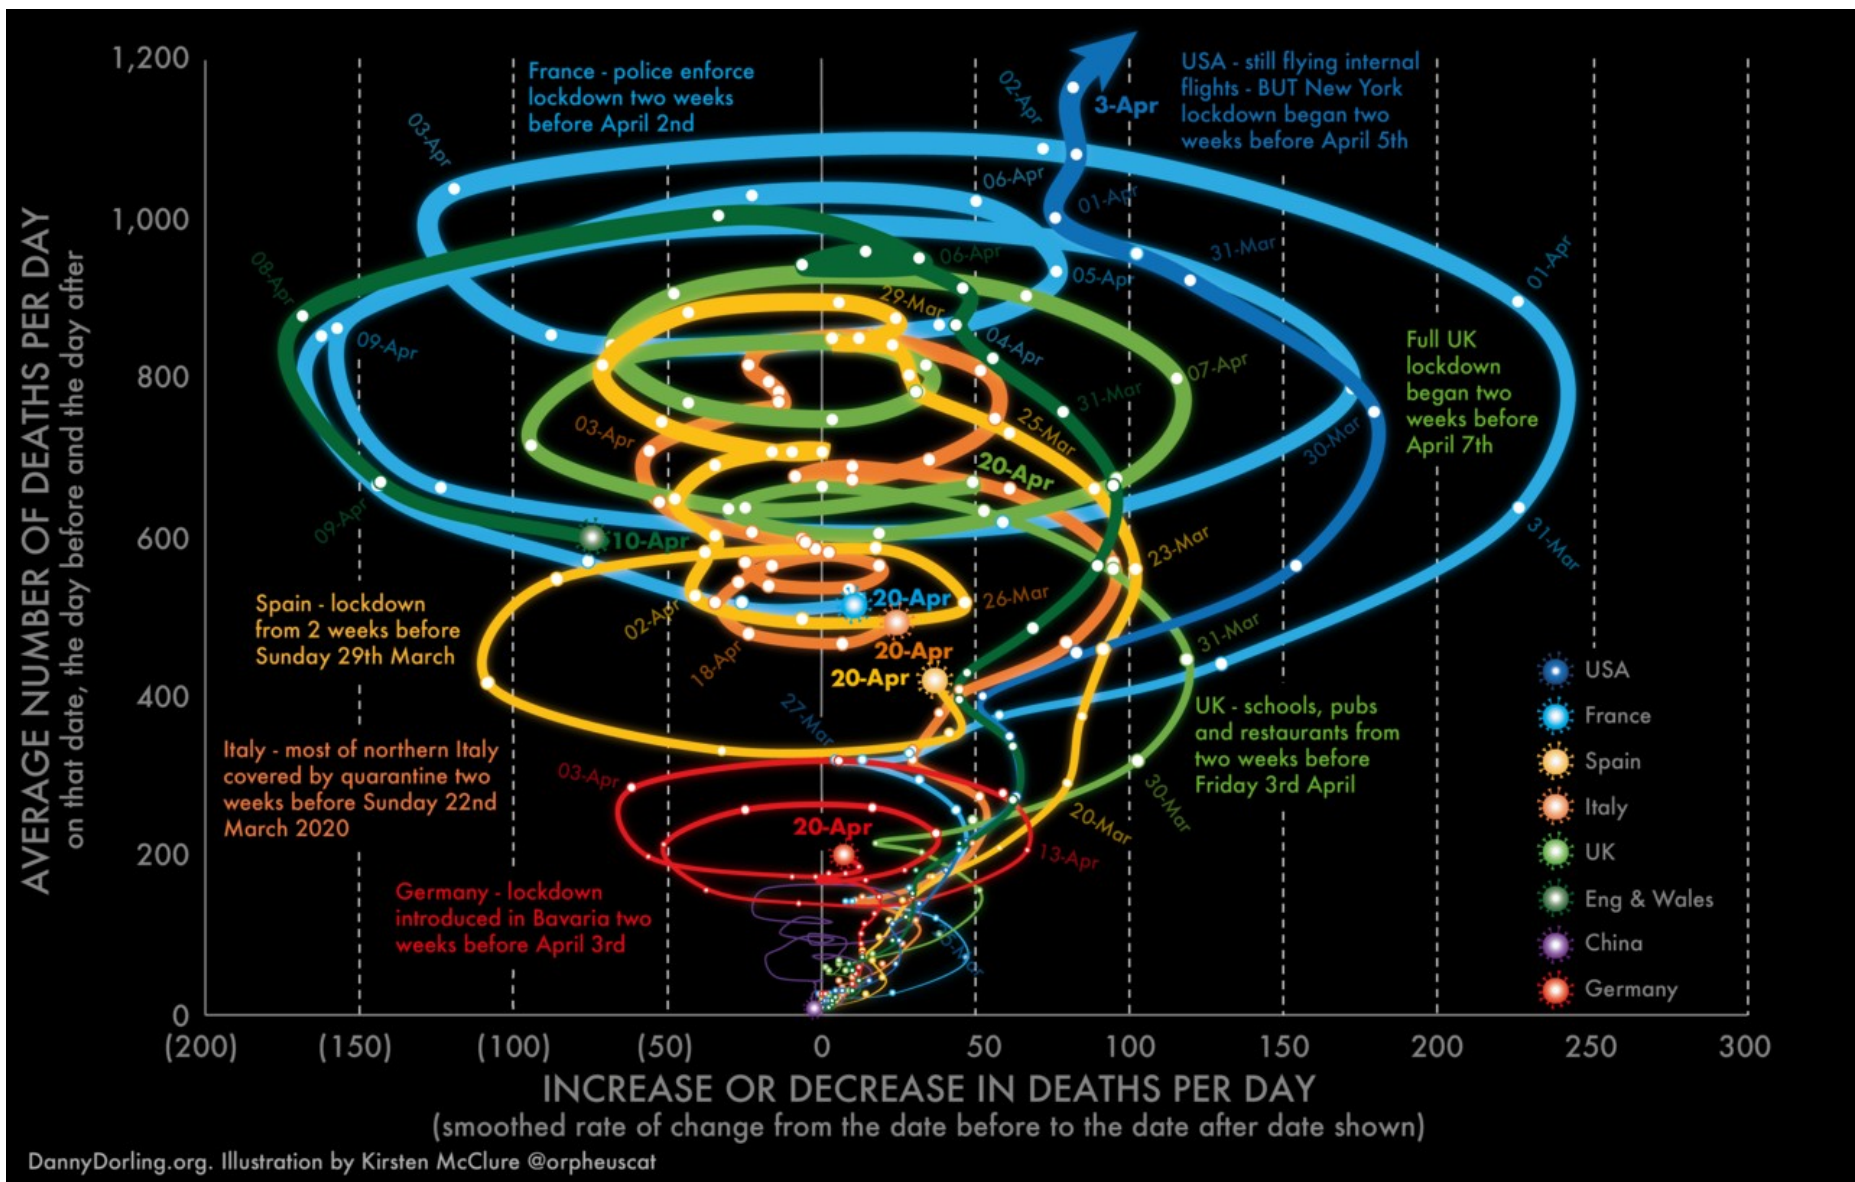 1,200
1,000
800
600
400
200
0
AVERAGE NUMBER OF DEATHS PER DAY
on that date, the day before and the day after
(200)
(150)
(100)
(50)
0
50
100
150
200
250
300
INCREASE OR DECREASE IN DEATHS PER DAY
(smoothed rate of change from the date before to the date after date shown)
DannyDorling.org. Illustration by Kirsten McClure @orpheuscat
France - police enforce
lockdown two weeks
before April 2nd
USA - still flying internal
flights - BUT New York
lockdown began two
weeks before April 5th
Full UK
lockdown
began two
weeks before
April 7th
Spain - lockdown
from 2 weeks before
Sunday 29th March
Italy - most of northern Italy
covered by quarantine two
weeks before Sunday 22nd
March 2020
Germany - lockdown
introduced in Bavaria two
weeks before April 3rd
UK - schools, pubs
and restaurants from
two weeks before
Friday 3rd April
USA
France
Spain
Italy
UK
Eng & Wales
China
Germany
03-Apr
02-Apr
3-Apr
06-Apr
01-Apr
31-Mar
01-Apr
08-Apr
06-Apr
05-Apr
29-Mar
09-Apr
04-Apr
07-Apr
31-Mar
03-Apr
25-Mar
30-Mar
20-Apr
09-Apr
10-Apr
23-Mar
31-Mar
20-Apr
26-Mar
02-Apr
31-Mar
18-Apr
20-Apr
20-Apr
27-Mar
03-Apr
30-Mar
20-Mar
20-Apr
13-Apr